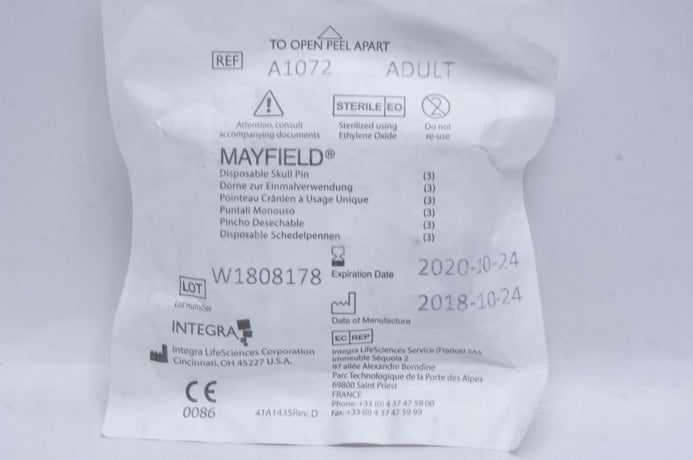 TO OPEN PEEL APART
REF A1072 ADULT
STERILE EO
Attention, consult accompanying documents
Sterilized using Ethylene Oxide
Do not re-use
MAYFIELD®
Disposable Skull Pin (3)
Dorne zur Einmalverwendung (3)
Pointeau Crânien à Usage Unique (3)
Puntali Monouso (3)
Pincho Desechable (3)
Disposable Schedelpennen (3)
LOT W1808178
Lot number
Expiration Date 2020-10-24
2018-10-24
Date of Manufacture
INTEGRA
Integra LifeSciences Corporation
Cincinnati, OH 45227 U.S.A.
EC REP
Integra LifeSciences Service (France) SAS
Immeuble Séquoia 2
97 allée Alexandre Borodine
Parc Technologique de la Porte des Alpes
69800 Saint Priest
FRANCE
Phone: +33 (0) 4 37 47 59 00
Fax: +33 (0) 4 37 47 59 99
CE
0086
41A1435Rev. D